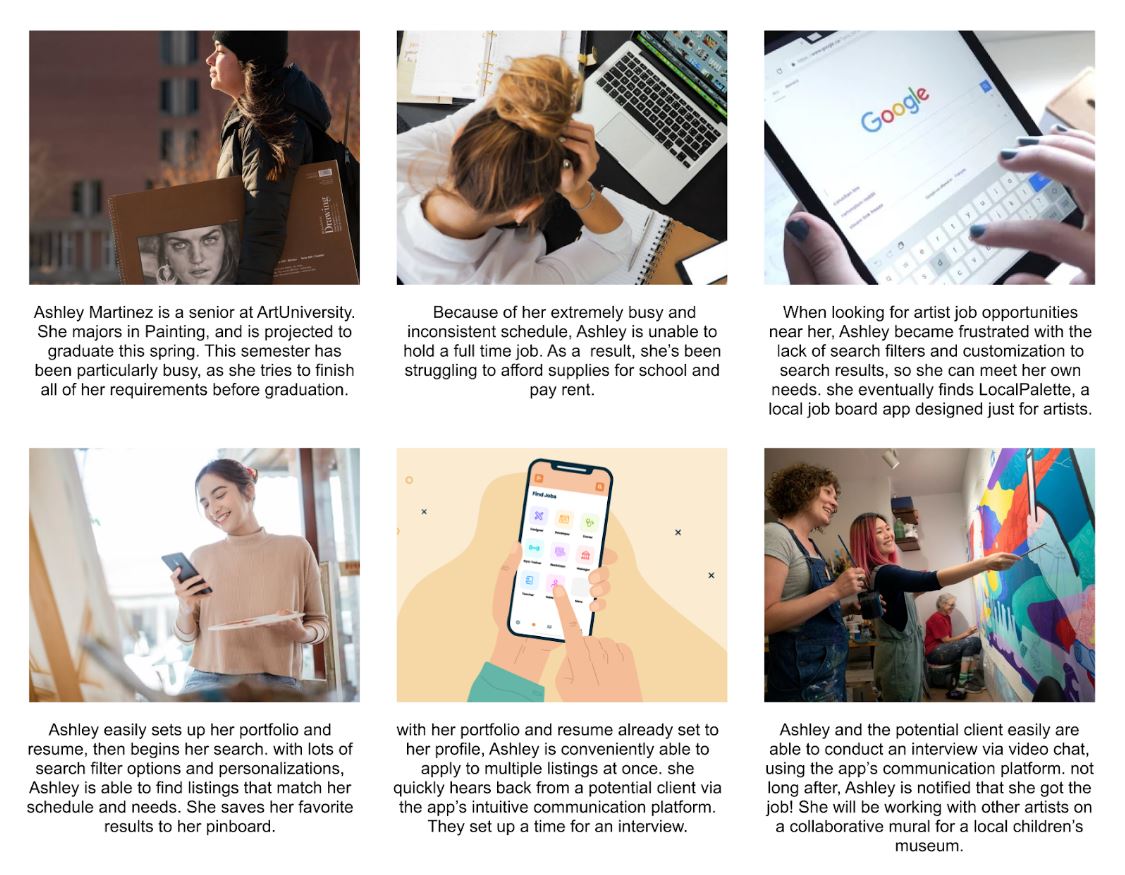 Drawing
Google
Ashley Martinez is a senior at ArtUniversity.
She majors in Painting, and is projected to
graduate this spring. This semester has
been particularly busy, as she tries to finish
all of her requirements before graduation.
Because of her extremely busy and
inconsistent schedule, Ashley is unable to
hold a full time job. As a  result, she’s been
struggling to afford supplies for school and
pay rent.
When looking for artist job opportunities
near her, Ashley became frustrated with the
lack of search filters and customization to
search results, so she can meet her own
needs. she eventually finds LocalPalette, a
local job board app designed just for artists.
Find Jobs
Designer
Developer
Gym Trainer
Manager
Teacher
Ashley easily sets up her portfolio and
resume, then begins her search. with lots of
search filter options and personalizations,
Ashley is able to find listings that match her
schedule and needs. She saves her favorite
results to her pinboard.
with her portfolio and resume already set to
her profile, Ashley is conveniently able to
apply to multiple listings at once. she
quickly hears back from a potential client via
the app’s intuitive communication platform.
They set up a time for an interview.
Ashley and the potential client easily are
able to conduct an interview via video chat,
using the app’s communication platform. not
long after, Ashley is notified that she got the
job! She will be working with other artists on
a collaborative mural for a local children’s
museum.